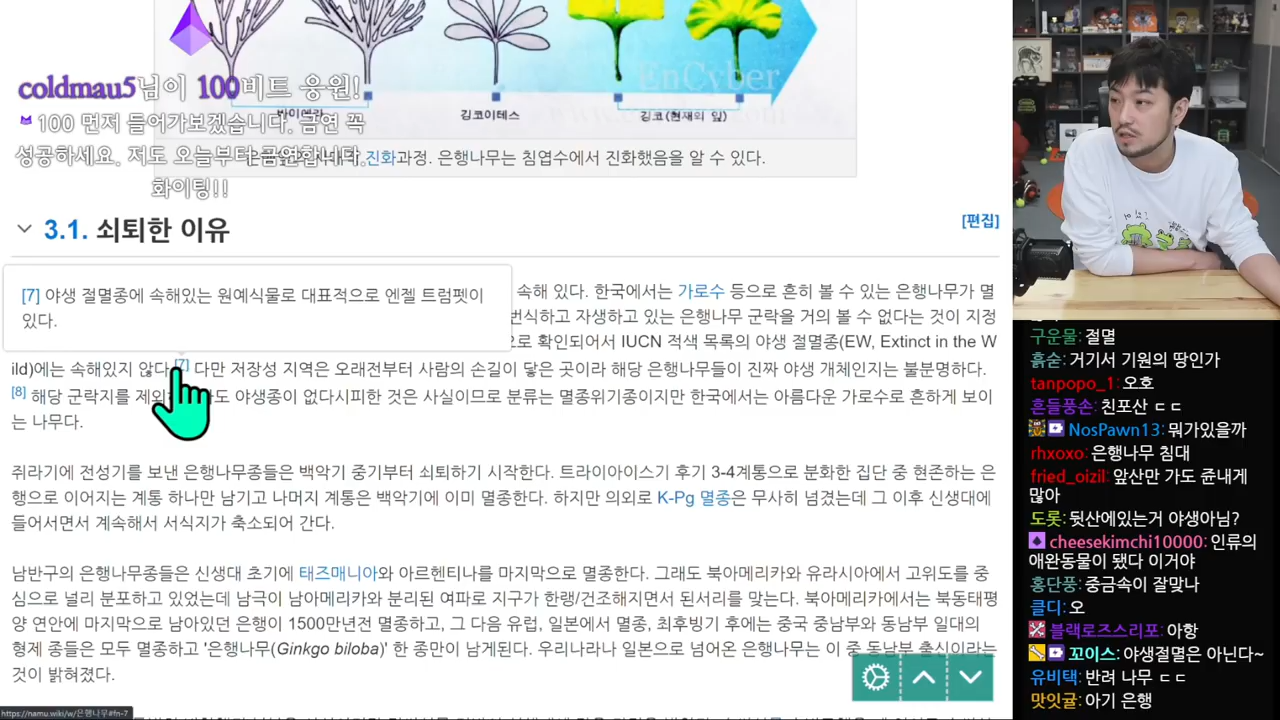 EnCyber
coldmau5님이 100비트 응원!
100 먼저 들어가보겠습니다. 금연 꼭
성공하세요. 저도 오늘부터 금연합니다.
화이팅!!
바이에라
깅코이테스
깅코(현재의 잎)
진화과정. 은행나무는 침엽수에서 진화했음을 알 수 있다.
3.1. 쇠퇴한 이유
[편집]
[7] 야생 절멸종에 속해있는 원예식물로 대표적으로 엔젤 트럼펫이
있다.
속해 있다. 한국에서는 가로수 등으로 흔히 볼 수 있는 은행나무가 멸
번식하고 자생하고 있는 은행나무 군락을 거의 볼 수 없다는 것이 지정
으로 확인되어서 IUCN 적색 목록의 야생 절멸종(EW, Extinct in the W
ild)에는 속해있지 않다.[7] 다만 저장성 지역은 오래전부터 사람의 손길이 닿은 곳이라 해당 은행나무들이 진짜 야생 개체인지는 불분명하다.
[8] 해당 군락지를 제외하고도 야생종이 없다시피한 것은 사실이므로 분류는 멸종위기종이지만 한국에서는 아름다운 가로수로 흔하게 보이
는 나무다.
쥐라기에 전성기를 보낸 은행나무종들은 백악기 중기부터 쇠퇴하기 시작한다. 트라이아이스기 후기 3-4계통으로 분화한 집단 중 현존하는 은
행으로 이어지는 계통 하나만 남기고 나머지 계통은 백악기에 이미 멸종한다. 하지만 의외로 K-Pg 멸종은 무사히 넘겼는데 그 이후 신생대에
들어서면서 계속해서 서식지가 축소되어 간다.
남반구의 은행나무종들은 신생대 초기에 태즈매니아와 아르헨티나를 마지막으로 멸종한다. 그래도 북아메리카와 유라시아에서 고위도를 중
심으로 널리 분포하고 있었는데 남극이 남아메리카와 분리된 여파로 지구가 한랭/건조해지면서 된서리를 맞는다. 북아메리카에서는 북동태평
양 연안에 마지막으로 남아있던 은행이 1500만년 전 멸종하고, 그 다음 유럽, 일본에서 멸종, 최후빙기 후에는 중국 중남부와 동남부 일대의
형제 종들은 모두 멸종하고 '은행나무(Ginkgo biloba)' 한 종만이 남게된다. 우리나라나 일본으로 넘어온 은행나무는 이 중 동남부 출신이라는
것이 밝혀졌다.
https://namu.wiki/w/은행나무#fn-7
구운물: 절멸
흙숟: 거기서 기원의 땅인가
tanpopo_1: 오호
흔들풍손: 친포산 ㄷㄷ
NosPawn13: 뭐가있을까
rhxoxo: 은행나무 침대
fried_oizil: 앞산만 가도 쥰내게
많아
도롯: 뒷산에있는거 야생아님?
cheesekimchi10000: 인류의
애완동물이 됐다 이거야
홍단풍: 중금속이 잘맞나
클디: 오
블랙로즈스리포: 아항
꼬이스: 야생절멸은 아닌다~
유비택: 반려 나무 ㄷㄷ
맛잇귤: 아기 은행